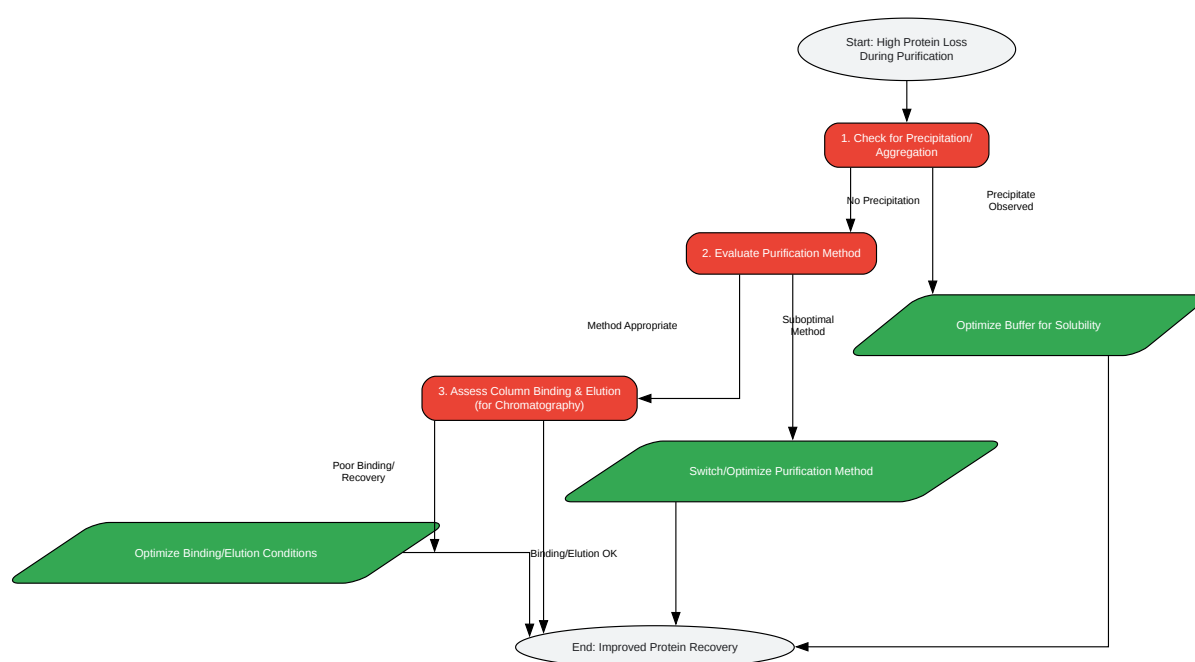 Start: High Protein Loss
During Purification
1. Check for Precipitation/
Aggregation
No Precipitation
Precipitate
Observed
2. Evaluate Purification Method
Method Appropriate
Suboptimal
Method
Optimize Buffer for Solubility
3. Assess Column Binding & Elution
(for Chromatography)
Poor Binding/
Recovery
Switch/Optimize Purification Method
Optimize Binding/Elution Conditions
Binding/Elution OK
End: Improved Protein Recovery